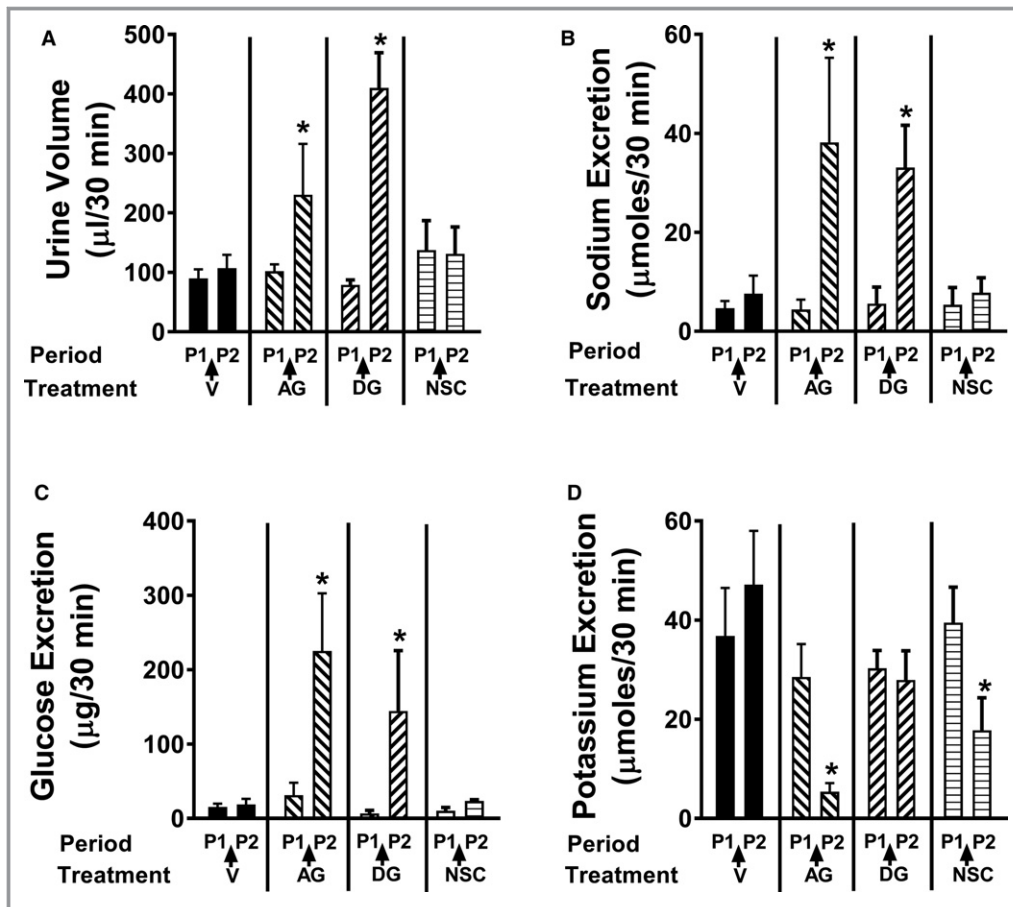 A
Urine Volume
(μl/30 min)
500
400
300
200
100
0
*
*
Period P1 P2 P1 P2 P1 P2 P1 P2
Treatment V AG DG NSC
B
Sodium Excretion
(μmoles/30 min)
60
40
20
0
*
*
Period P1 P2 P1 P2 P1 P2 P1 P2
Treatment V AG DG NSC
C
Glucose Excretion
(μg/30 min)
400
300
200
100
0
*
*
Period P1 P2 P1 P2 P1 P2 P1 P2
Treatment V AG DG NSC
D
Potassium Excretion
(μmoles/30 min)
60
40
20
0
*
*
Period P1 P2 P1 P2 P1 P2 P1 P2
Treatment V AG DG NSC